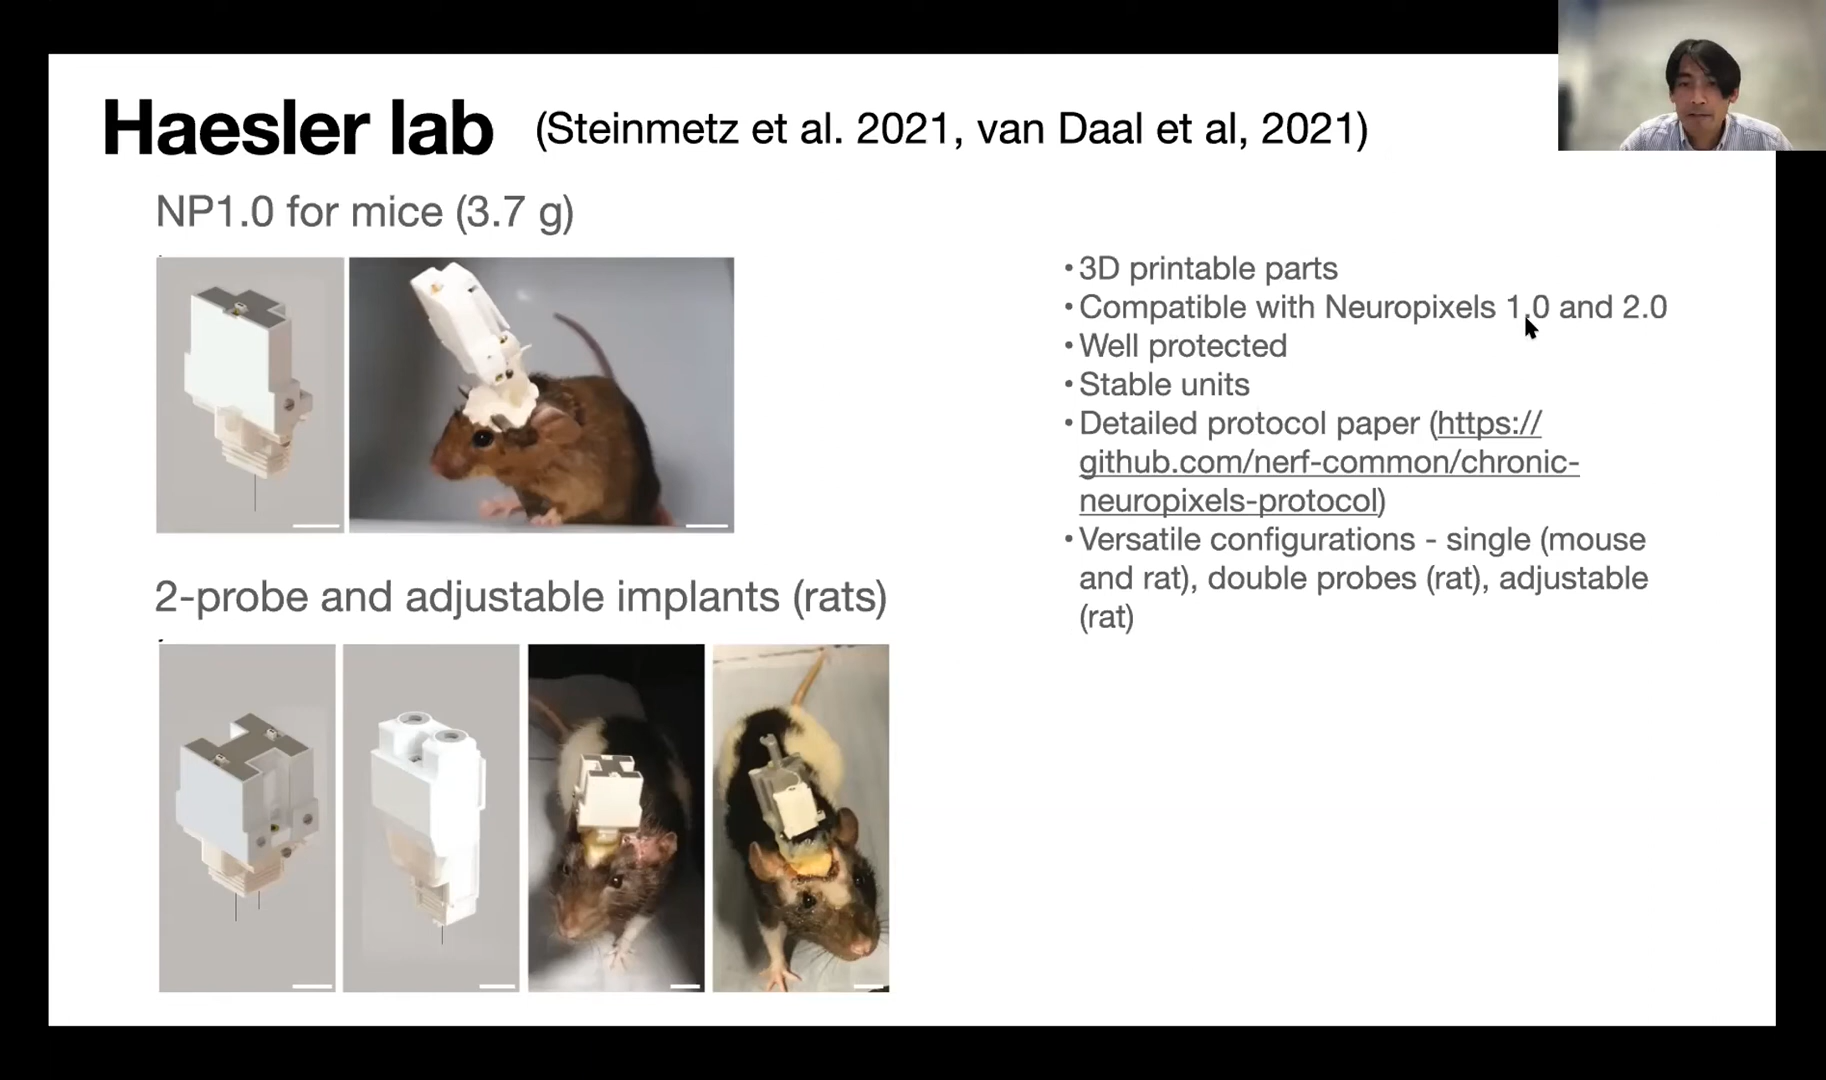 Haesler lab (Steinmetz et al. 2021, van Daal et al, 2021)
NP1.0 for mice (3.7 g)
2-probe and adjustable implants (rats)
• 3D printable parts
• Compatible with Neuropixels 1.0 and 2.0
• Well protected
• Stable units
• Detailed protocol paper (https://
github.com/nerf-common/chronic-
neuropixels-protocol)
• Versatile configurations - single (mouse
and rat), double probes (rat), adjustable
(rat)